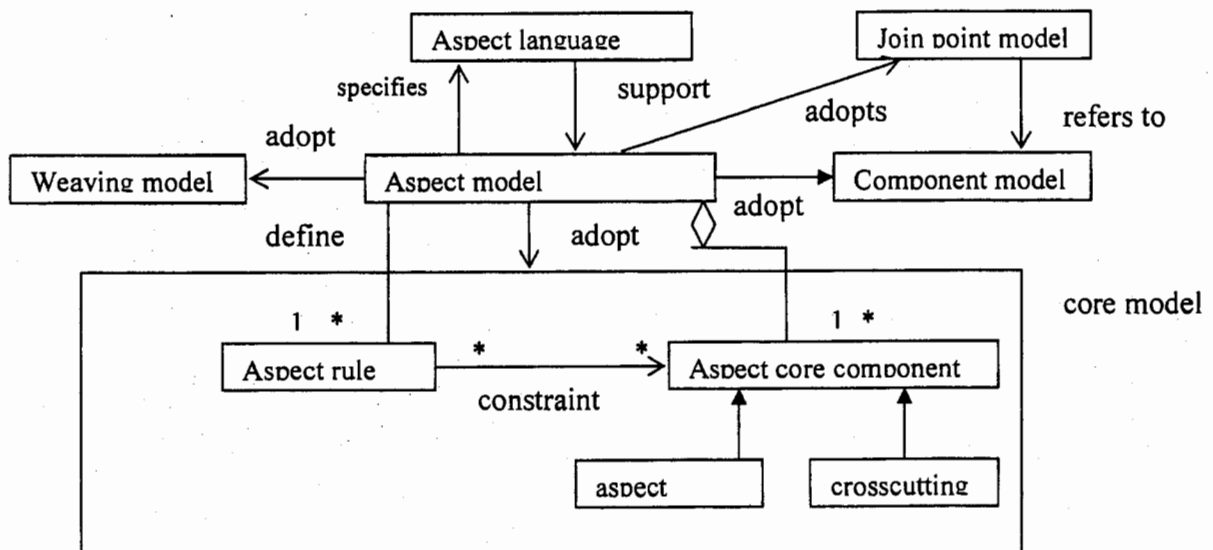 Aspect language
Join point model
specifies
support
adopts
refers to
adopt
Weaving model
Aspect model
Component model
adopt
define
adopt
core model
1 *
1 *
Aspect rule
* *
Aspect core component
constraint
aspect
crosscutting